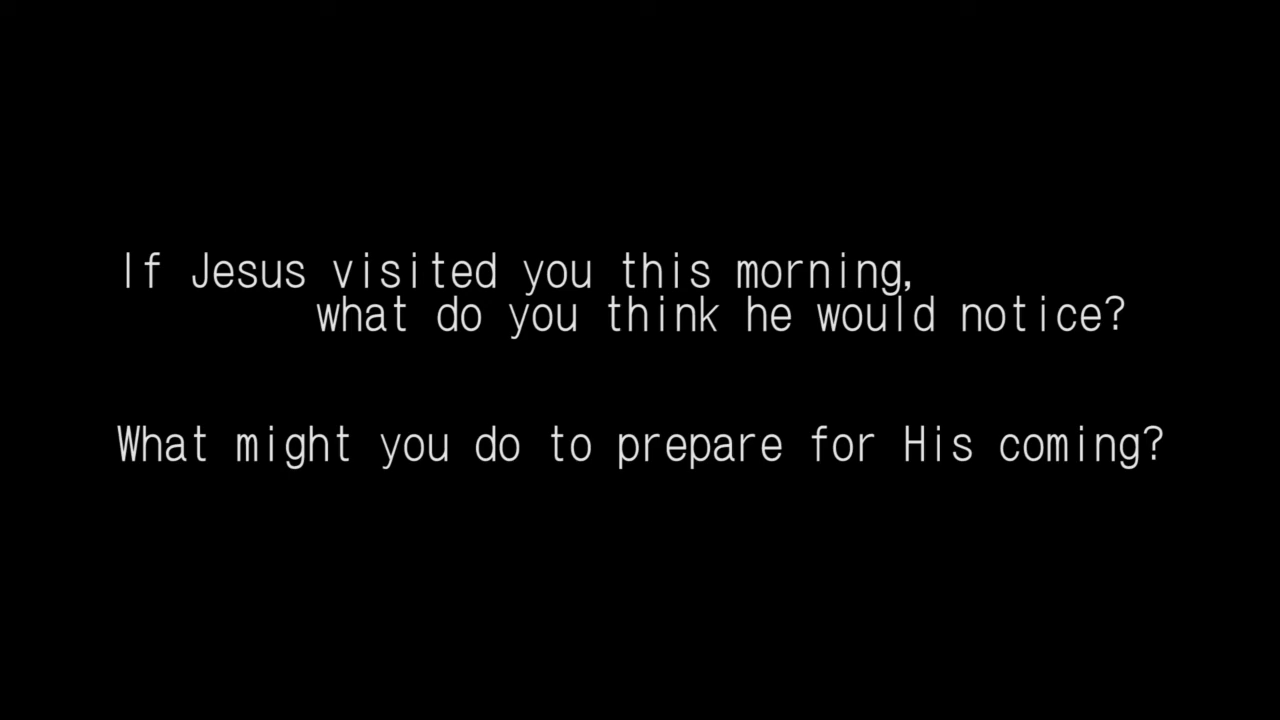 If Jesus visited you this morning,
what do you think he would notice?
What might you do to prepare for His coming?